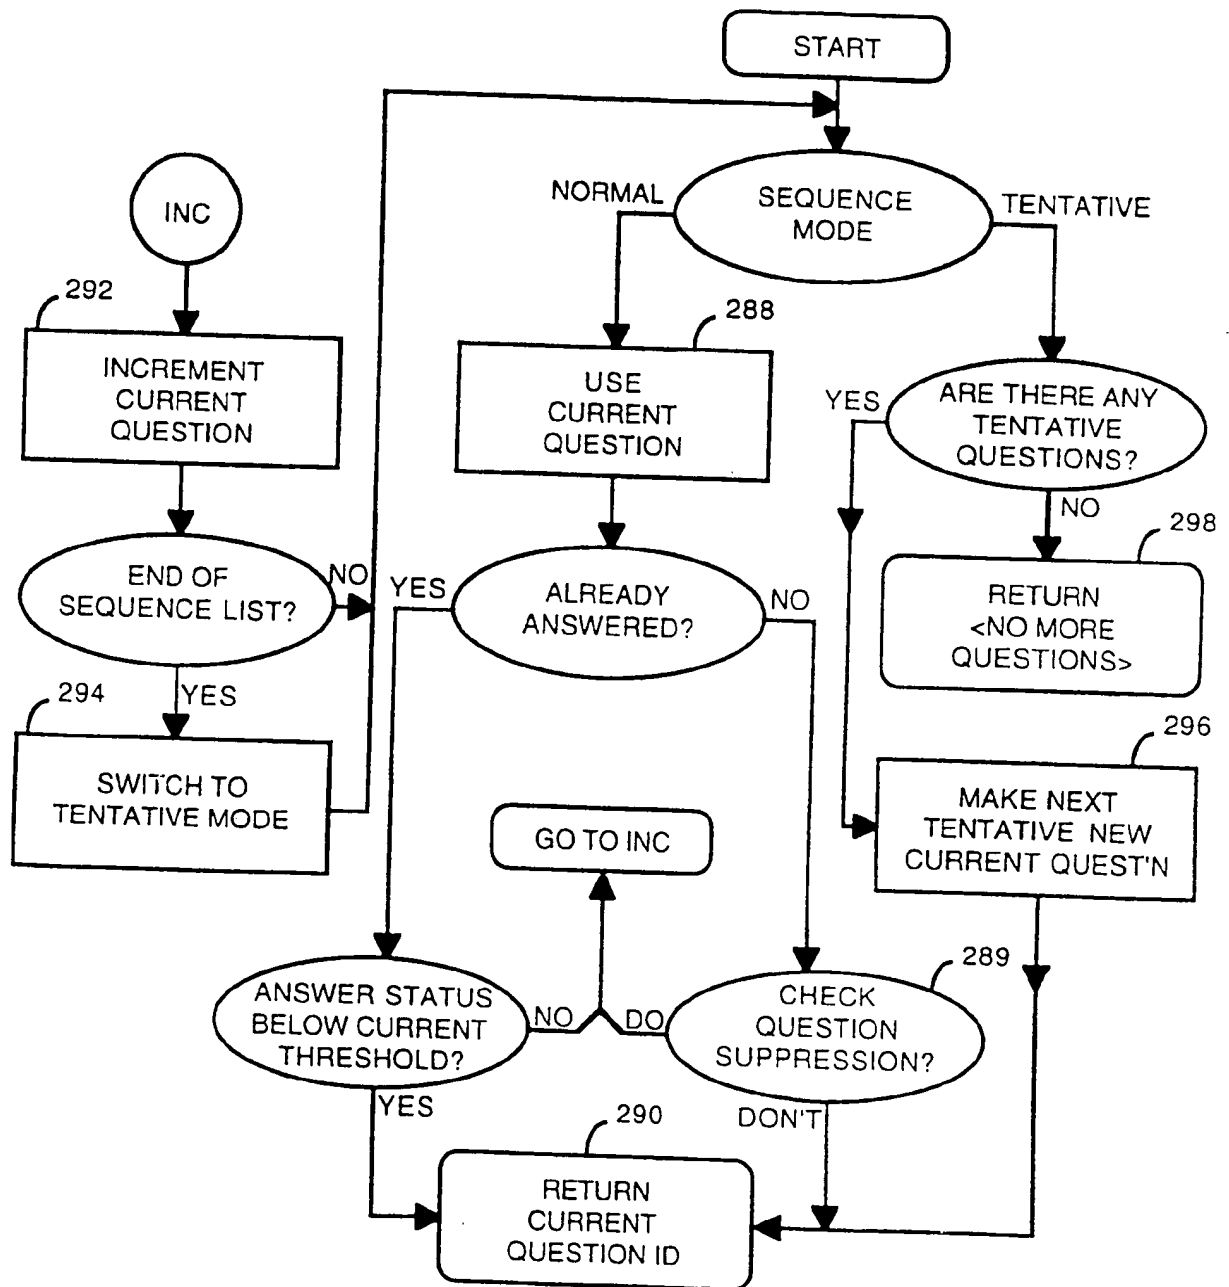 START
INC
NORMAL
SEQUENCE
MODE
TENTATIVE
292
INCREMENT
CURRENT
QUESTION
288
USE
CURRENT
QUESTION
YES
ARE THERE ANY
TENTATIVE
QUESTIONS?
NO
298
RETURN
<NO MORE
QUESTIONS>
END OF
SEQUENCE LIST?
NO
YES
ALREADY
ANSWERED?
NO
YES
294
SWITCH TO
TENTATIVE MODE
296
MAKE NEXT
TENTATIVE NEW
CURRENT QUEST'N
GO TO INC
ANSWER STATUS
BELOW CURRENT
THRESHOLD?
NO
DO
289
CHECK
QUESTION
SUPPRESSION?
YES
DON'T
290
RETURN
CURRENT
QUESTION ID